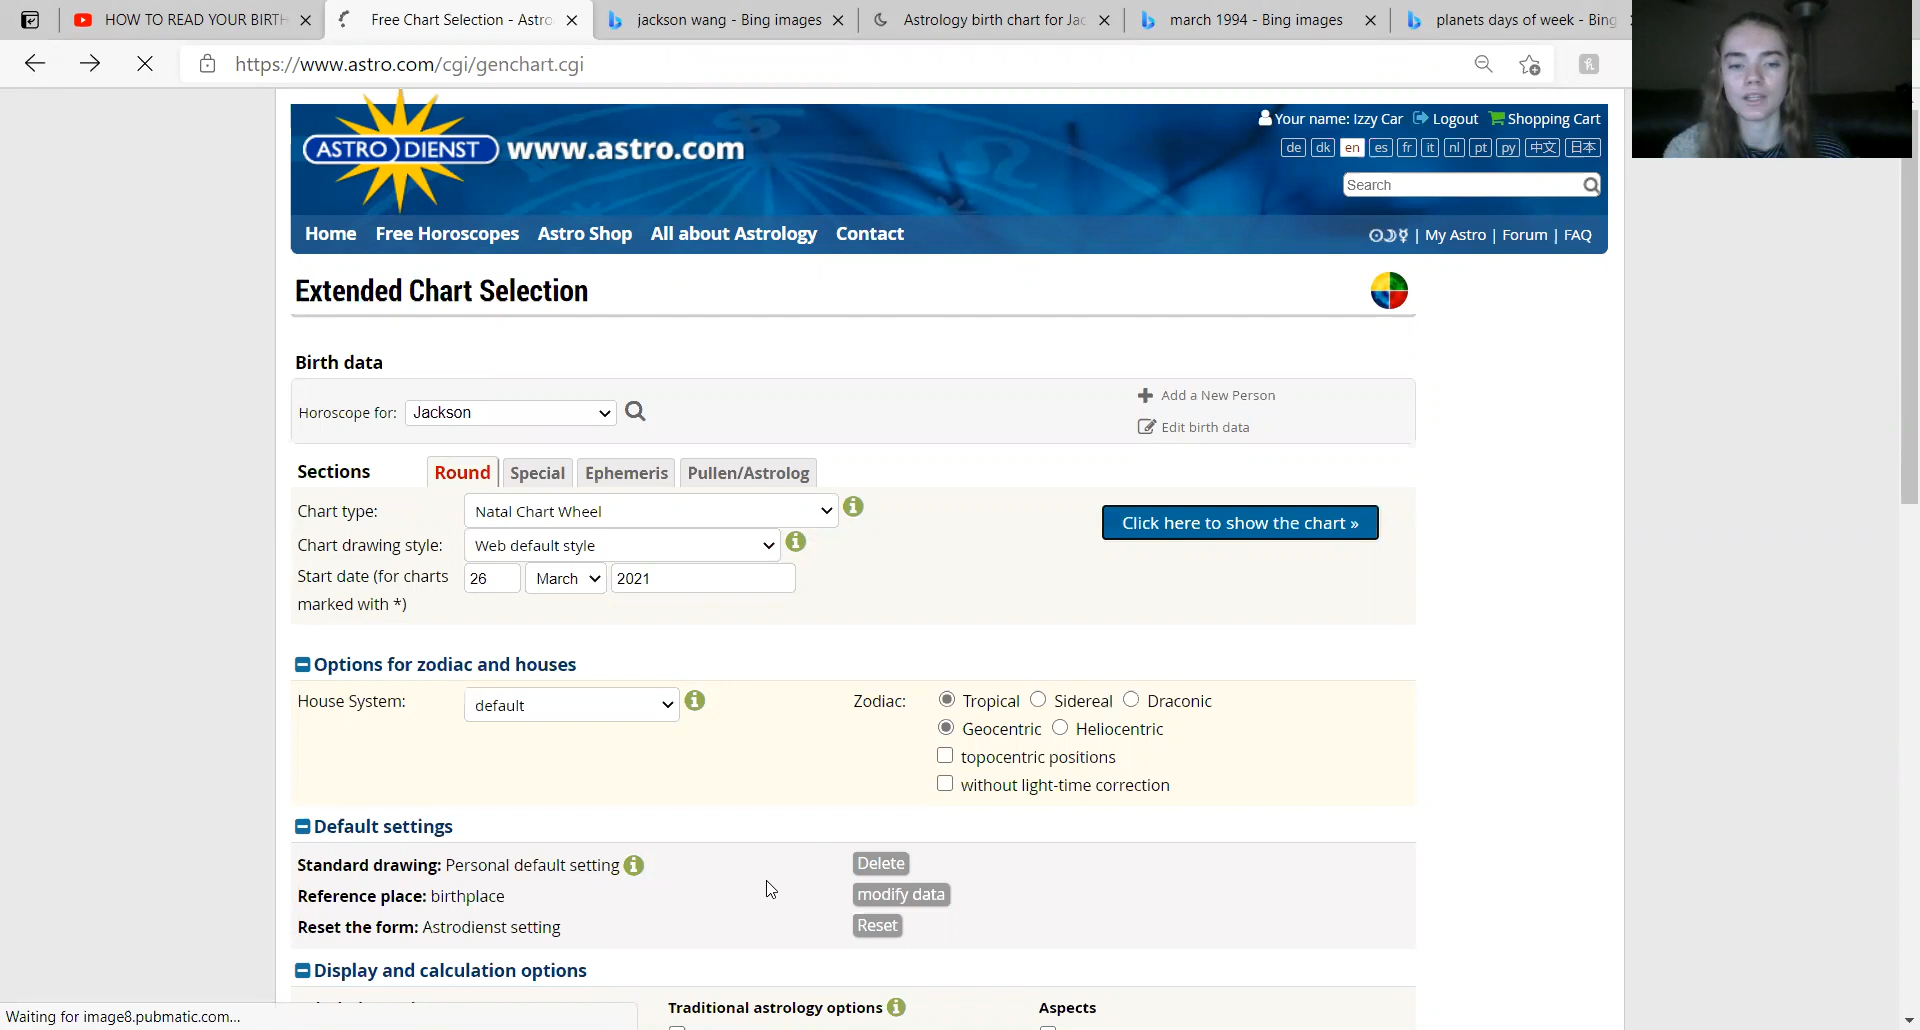 HOW TO READ YOUR BIRTH
Free Chart Selection - Astro
jackson wang - Bing images
Astrology birth chart for Jac
march 1994 - Bing images
planets days of week - Bing
https://www.astro.com/cgi/genchart.cgi
ASTRO DIENST www.astro.com
Your name: Izzy Car Logout Shopping Cart
de dk en es fr it nl pt py 中文 日本
Search
Home Free Horoscopes Astro Shop All about Astrology Contact
My Astro | Forum | FAQ
Extended Chart Selection
Birth data
Horoscope for: Jackson
Add a New Person
Edit birth data
Sections Round Special Ephemeris Pullen/Astrolog
Chart type: Natal Chart Wheel
Click here to show the chart »
Chart drawing style: Web default style
Start date (for charts 26 March 2021
marked with *)
Options for zodiac and houses
House System: default
Zodiac: Tropical Sidereal Draconic
Geocentric Heliocentric
topocentric positions
without light-time correction
Default settings
Standard drawing: Personal default setting Delete
Reference place: birthplace modify data
Reset the form: Astrodienst setting Reset
Display and calculation options
Traditional astrology options Aspects
Waiting for image8.pubmatic.com...